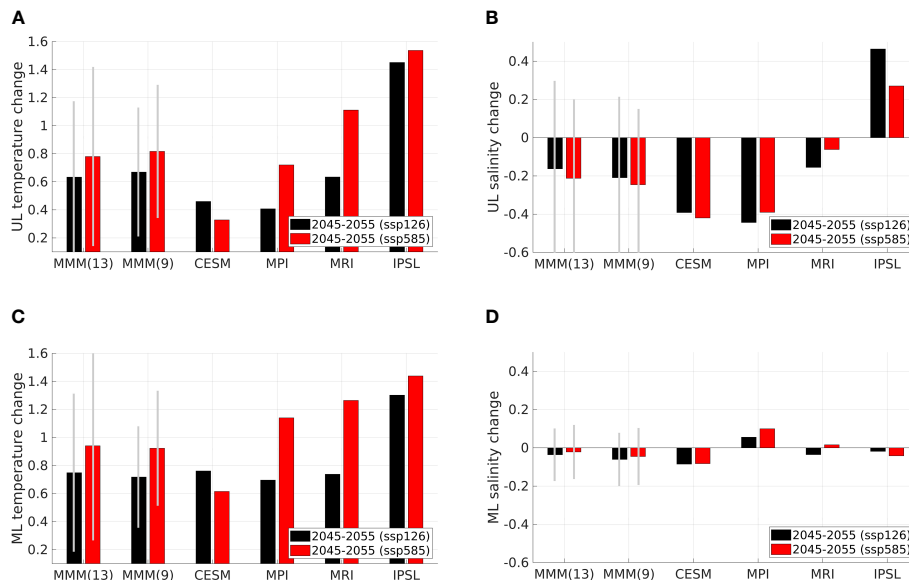 A
UL temperature change
1.6
1.4
1.2
1
0.8
0.6
0.4
0.2
2045-2055 (ssp126)
2045-2055 (ssp585)
MMM(13) MMM(9) CESM MPI MRI IPSL
B
UL salinity change
0.4
0.2
0
-0.2
-0.4
-0.6
2045-2055 (ssp126)
2045-2055 (ssp585)
MMM(13) MMM(9) CESM MPI MRI IPSL
C
ML temperature change
1.6
1.4
1.2
1
0.8
0.6
0.4
0.2
2045-2055 (ssp126)
2045-2055 (ssp585)
MMM(13) MMM(9) CESM MPI MRI IPSL
D
ML salinity change
0.4
0.2
0
-0.2
-0.4
-0.6
2045-2055 (ssp126)
2045-2055 (ssp585)
MMM(13) MMM(9) CESM MPI MRI IPSL